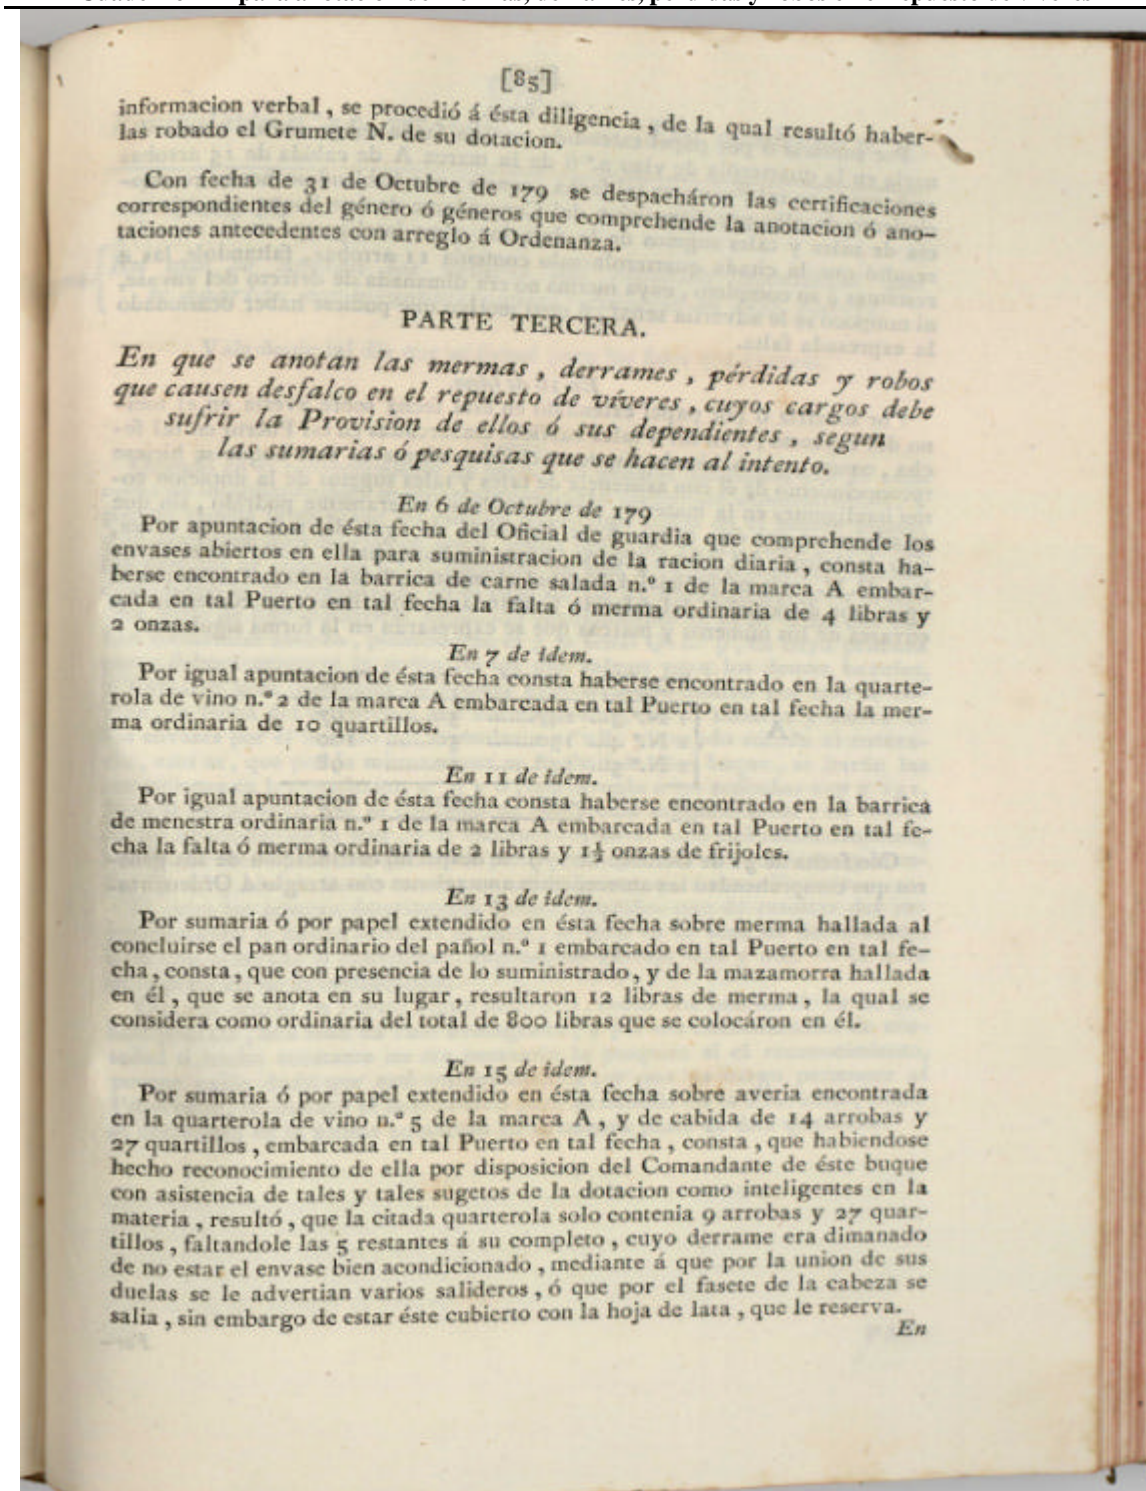 [85]
informacion verbal, se procedió á ésta diligencia, de la qual resultó haber-
las robado el Grumete N. de su dotacion.
Con fecha de 31 de Octubre de 179 se despacháron las certificaciones
correspondientes del género ó géneros que comprehende la anotacion ó ano-
taciones antecedentes con arreglo á Ordenanza.
PARTE TERCERA.
En que se anotan las mermas, derrames, pérdidas y robos
que causen desfalco en el repuesto de víveres, cuyos cargos debe
sufrir la Provision de ellos ó sus dependientes, segun
las sumarias ó pesquisas que se hacen al intento.
En 6 de Octubre de 179
Por apuntacion de ésta fecha del Oficial de guardia que comprehende los
envases abiertos en ella para suministracion de la racion diaria, consta ha-
berse encontrado en la barrica de carne salada n.º 1 de la marca A embar-
cada en tal Puerto en tal fecha la falta ó merma ordinaria de 4 libras y
2 onzas.
En 7 de idem.
Por igual apuntacion de ésta fecha consta haberse encontrado en la quarte-
rola de vino n.º 2 de la marca A embarcada en tal Puerto en tal fecha la mer-
ma ordinaria de 10 quartillos.
En 11 de idem.
Por igual apuntacion de ésta fecha consta haberse encontrado en la barrica
de menestra ordinaria n.º 1 de la marca A embarcada en tal Puerto en tal fe-
cha la falta ó merma ordinaria de 2 libras y 1½ onzas de frijoles.
En 13 de idem.
Por sumaria ó por papel extendido en ésta fecha sobre merma hallada al
concluirse el pan ordinario del pañol n.º 1 embarcado en tal Puerto en tal fe-
cha, consta, que con presencia de lo suministrado, y de la mazamorra hallada
en él, que se anota en su lugar, resultaron 12 libras de merma, la qual se
considera como ordinaria del total de 800 libras que se colocáron en él.
En 15 de idem.
Por sumaria ó por papel extendido en ésta fecha sobre averia encontrada
en la quarterola de vino n.º 5 de la marca A, y de cabida de 14 arrobas y
27 quartillos, embarcada en tal Puerto en tal fecha, consta, que habiendose
hecho reconocimiento de ella por disposicion del Comandante de éste buque
con asistencia de tales y tales sugetos de la dotacion como inteligentes en la
materia, resultó, que la citada quarterola solo contenia 9 arrobas y 27 quar-
tillos, faltandole las 5 restantes á su completo, cuyo derrame era dimanado
de no estar el envase bien acondicionado, mediante á que por la union de sus
duelas se le advertian varios salideros, ó que por el fasete de la cabeza se
salia, sin embargo de estar éste cubierto con la hoja de lata, que le reserva.
En